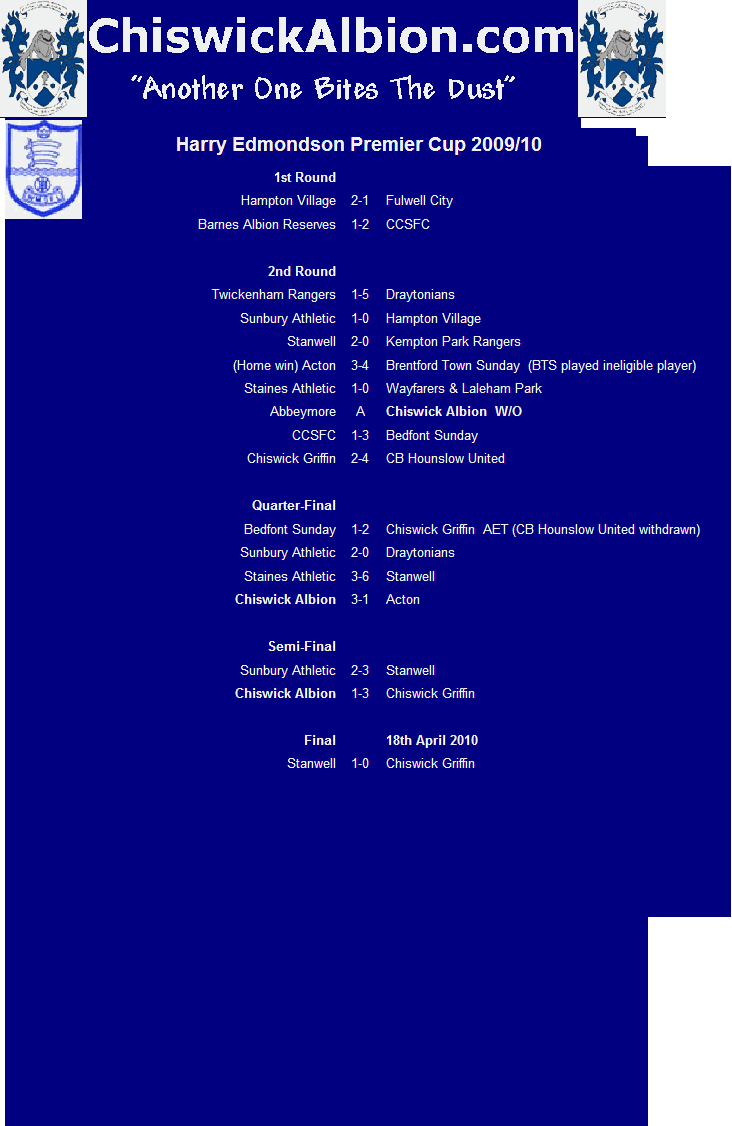 ChiswickAlbion.com
"Another One Bites The Dust"
Harry Edmondson Premier Cup 2009/10
1st Round
Hampton Village 2-1 Fulwell City
Barnes Albion Reserves 1-2 CCSFC
2nd Round
Twickenham Rangers 1-5 Draytonians
Sunbury Athletic 1-0 Hampton Village
Stanwell 2-0 Kempton Park Rangers
(Home win) Acton 3-4 Brentford Town Sunday (BTS played ineligible player)
Staines Athletic 1-0 Wayfarers & Laleham Park
Abbeymore A Chiswick Albion W/O
CCSFC 1-3 Bedfont Sunday
Chiswick Griffin 2-4 CB Hounslow United
Quarter-Final
Bedfont Sunday 1-2 Chiswick Griffin AET (CB Hounslow United withdrawn)
Sunbury Athletic 2-0 Draytonians
Staines Athletic 3-6 Stanwell
Chiswick Albion 3-1 Acton
Semi-Final
Sunbury Athletic 2-3 Stanwell
Chiswick Albion 1-3 Chiswick Griffin
Final 18th April 2010
Stanwell 1-0 Chiswick Griffin